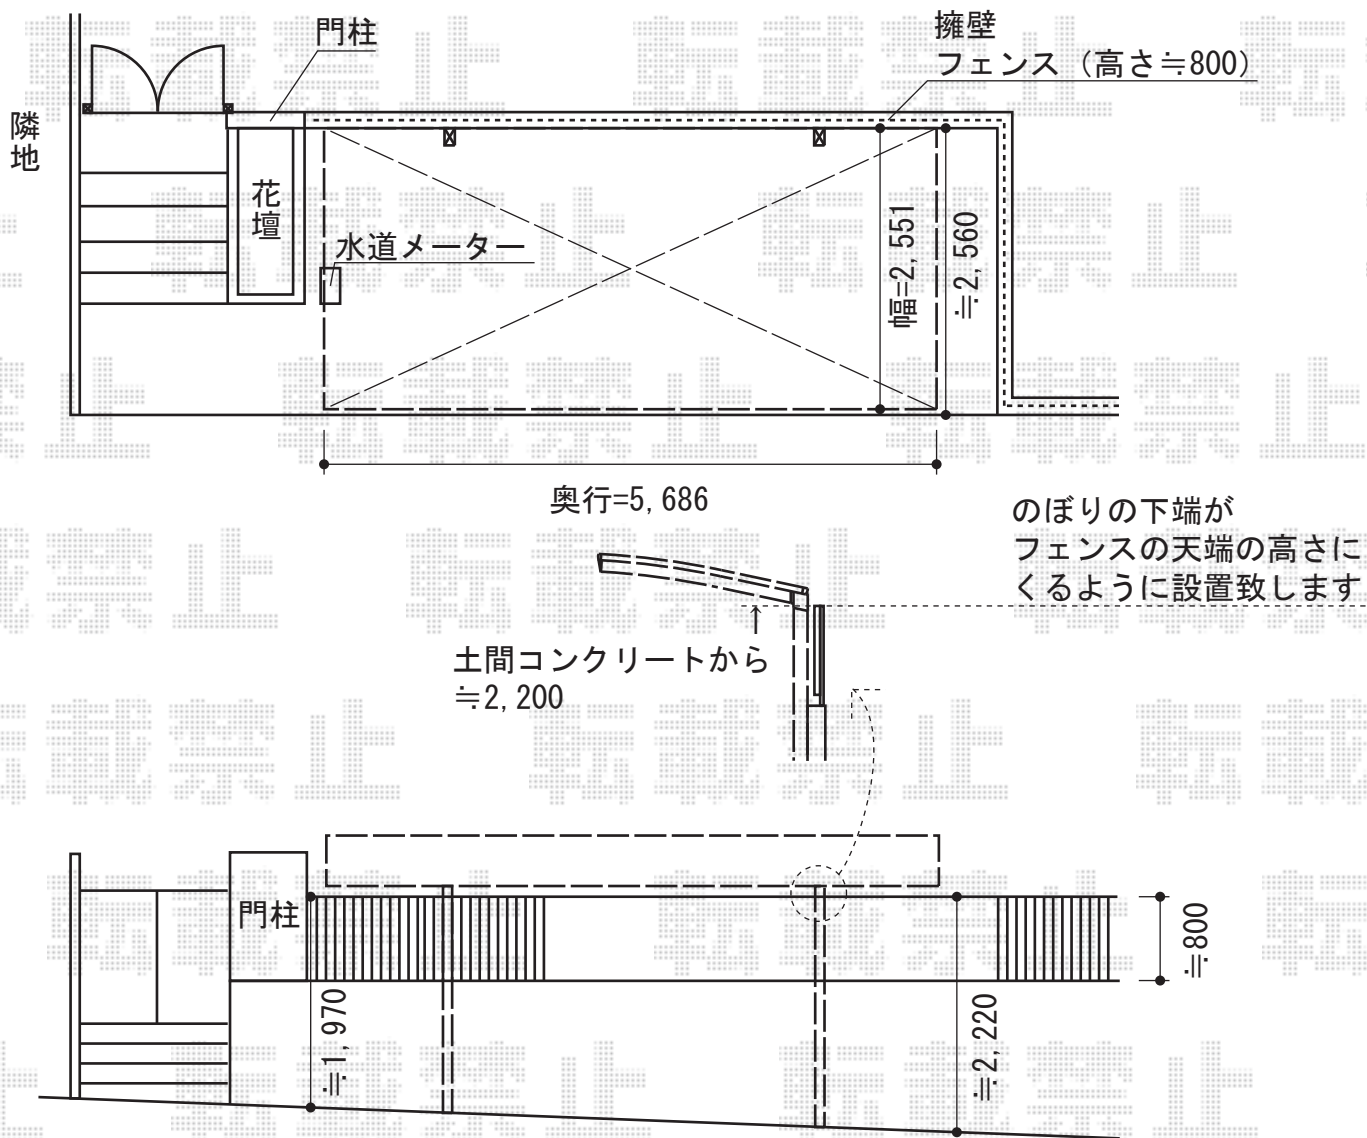 門柱
擁壁
フェンス（高さ≒800）
隣地
花壇
水道メーター
幅=2,551
≒2,560
奥行=5,686
のぼりの下端が
フェンスの天端の高さに
くるように設置致します
土間コンクリートから
≒2,200
門柱
≒1,970
≒2,220
≒800
転載禁止